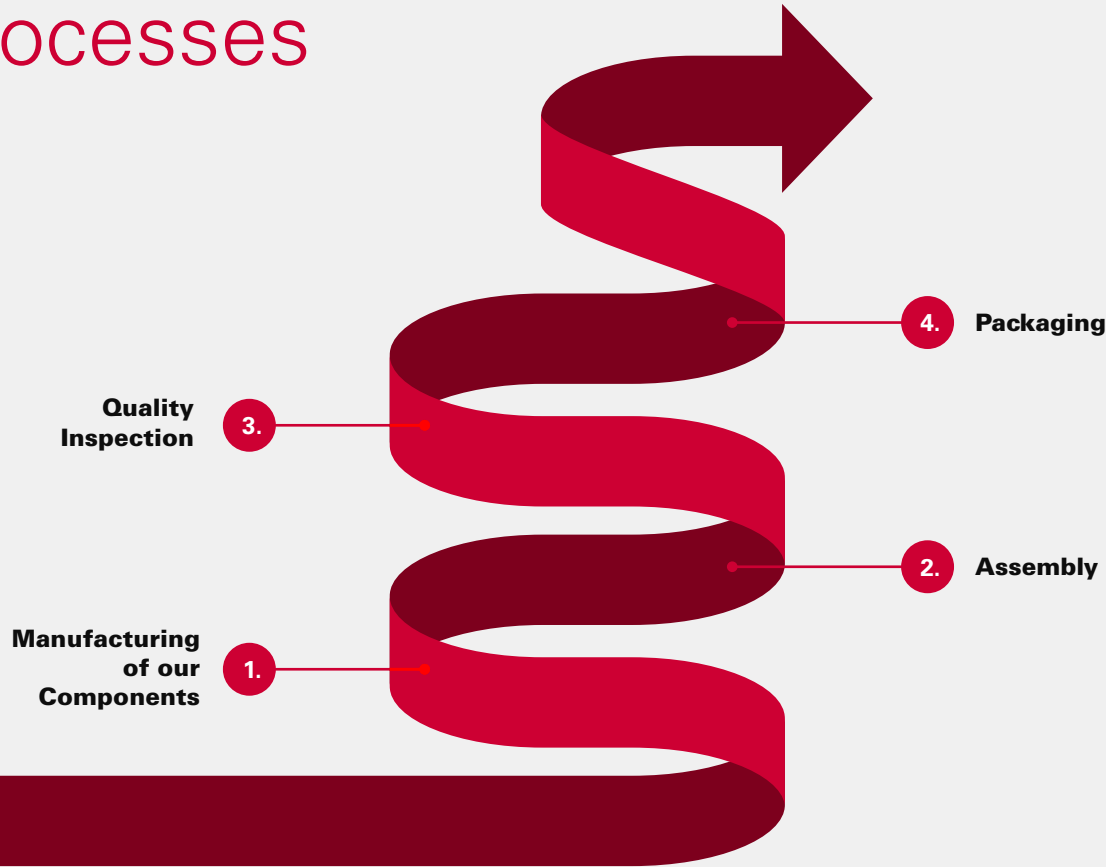 ocesses
4. Packaging
Quality
Inspection
3.
2. Assembly
Manufacturing
of our
Components
1.